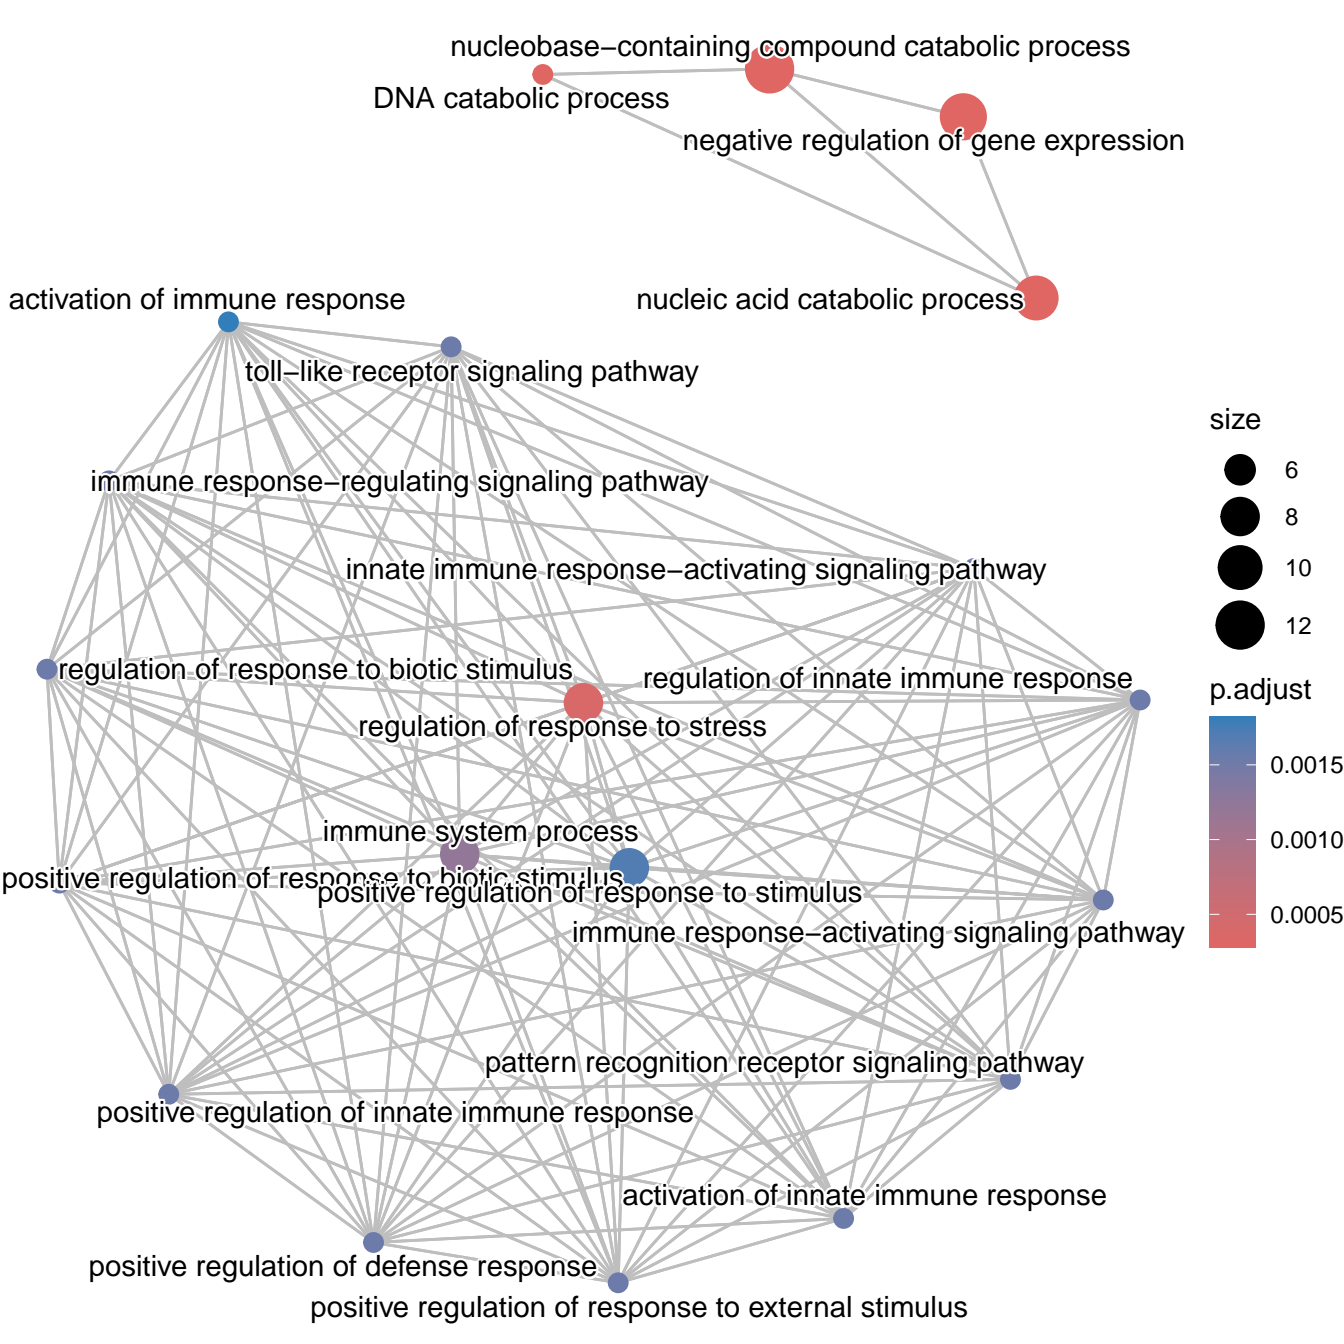 nucleobase−containing compound catabolic process
DNA catabolic process
negative regulation of gene expression
nucleic acid catabolic process
activation of immune response
toll−like receptor signaling pathway
immune response−regulating signaling pathway
innate immune response−activating signaling pathway
regulation of response to biotic stimulus
regulation of innate immune response
regulation of response to stress
immune system process
positive regulation of response to biotic stimulus
positive regulation of response to stimulus
immune response−activating signaling pathway
pattern recognition receptor signaling pathway
positive regulation of innate immune response
activation of innate immune response
positive regulation of defense response
positive regulation of response to external stimulus
size
6
8
10
12
p.adjust
0.0015
0.0010
0.0005